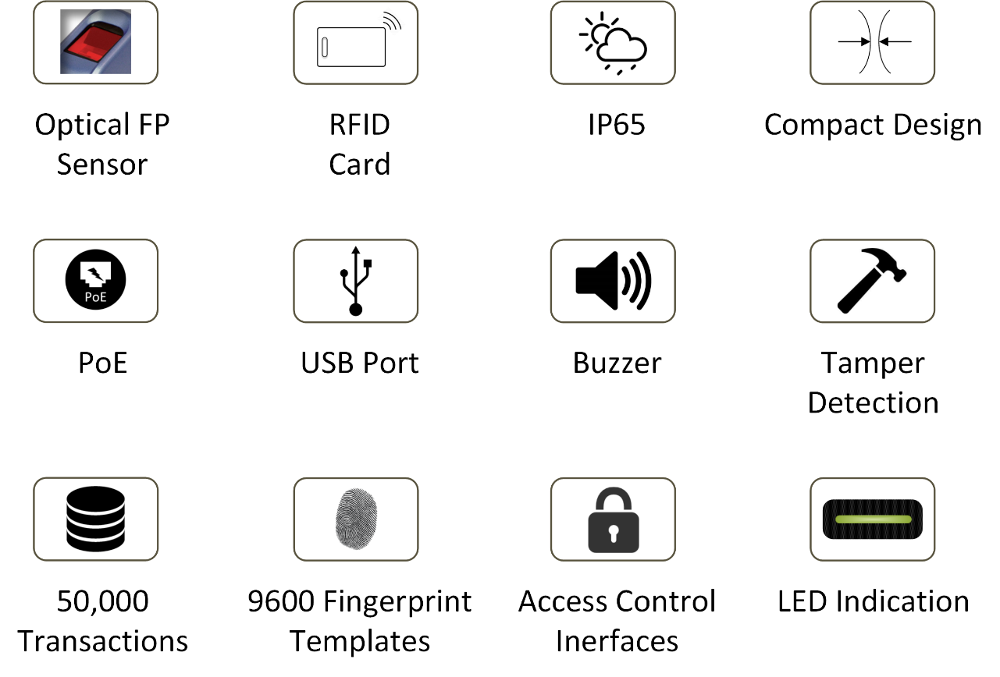 Optical FP
Sensor
RFID
Card
IP65
Compact Design
PoE
PoE
USB Port
Buzzer
Tamper
Detection
50,000
Transactions
9600 Fingerprint
Templates
Access Control
Inerfaces
LED Indication